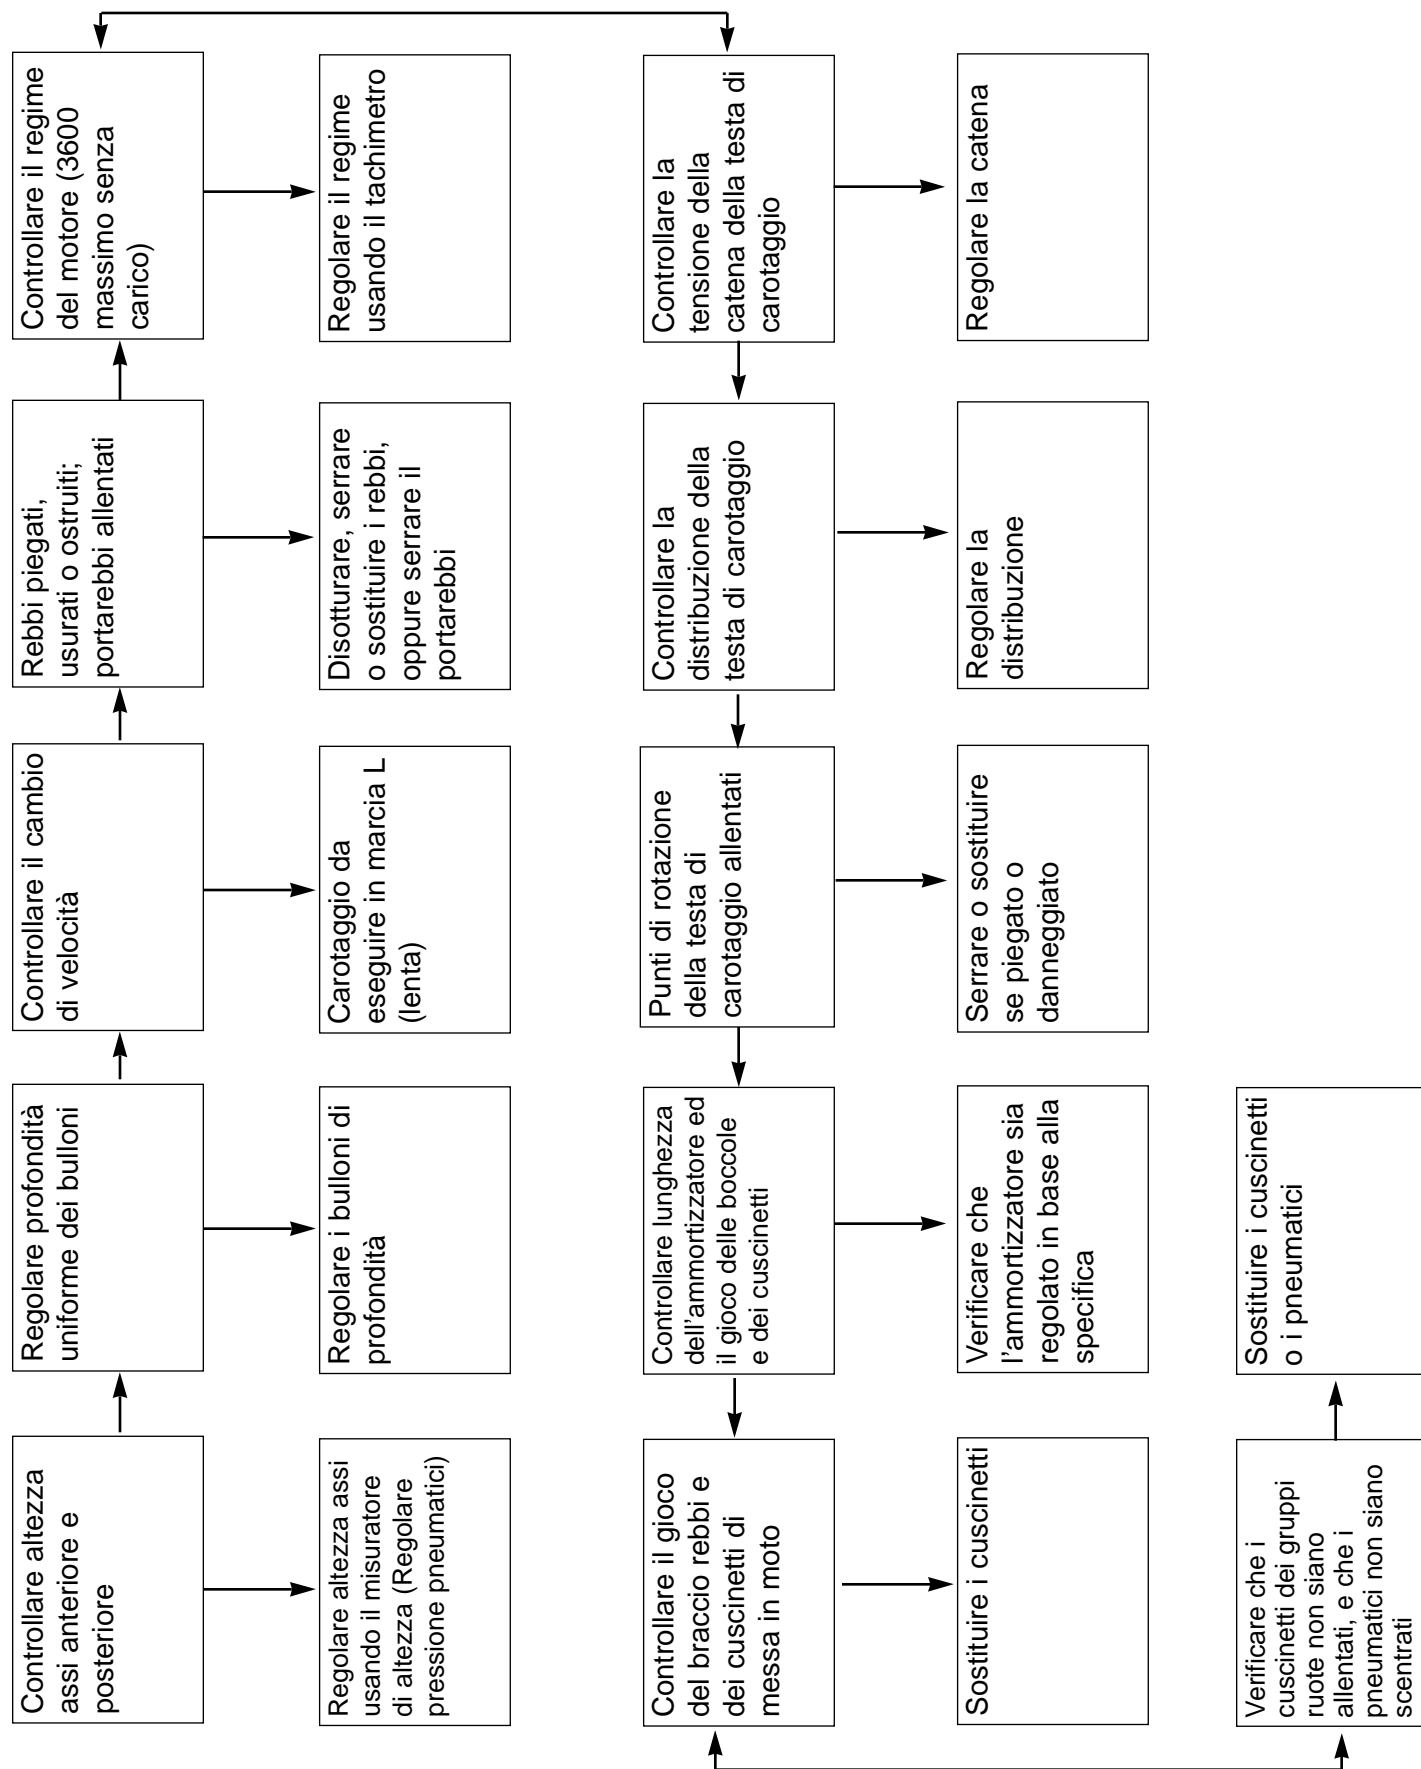 Controllare altezza
assi anteriore e
posteriore
Regolare altezza assi
usando il misuratore
di altezza (Regolare
pressione pneumatici)
Regolare profondità
uniforme dei bulloni
Regolare i bulloni di
profondità
Controllare il cambio
di velocità
Carotaggio da
eseguire in marcia L
(lenta)
Rebbi piegati,
usurati o ostruiti;
portarebbi allentati
Disotturare, serrare
o sostituire i rebbi,
oppure serrare il
portarebbi
Controllare il regime
del motore (3600
massimo senza
carico)
Regolare il regime
usando il tachimetro
Controllare la
tensione della
catena della testa di
carotaggio
Regolare la catena
Controllare la
distribuzione della
testa di carotaggio
Regolare la
distribuzione
Punti di rotazione
della testa di
carotaggio allentati
Serrare o sostituire
se piegato o
danneggiato
Controllare lunghezza
dell'ammortizzatore ed
il gioco delle boccole
e dei cuscinetti
Verificare che
l'ammortizzatore sia
regolato in base alla
specifica
Controllare il gioco
del braccio rebbi e
dei cuscinetti di
messa in moto
Sostituire i cuscinetti
Verificare che i
cuscinetti dei gruppi
ruote non siano
allentati, e che i
pneumatici non siano
scentrati
Sostituire i cuscinetti
o i pneumatici